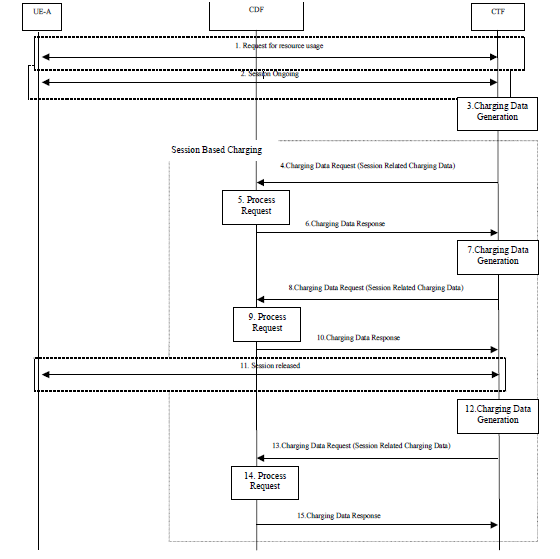 UE-A
CDF
CTF
1. Request for resource usage
2. Session Ongoing
3.Charging Data
Generation
Session Based Charging
4.Charging Data Request (Session Related Charging Data)
5. Process
Request
6.Charging Data Response
7.Charging Data
Generation
8.Charging Data Request (Session Related Charging Data)
9. Process
Request
10.Charging Data Response
11. Session released
12.Charging Data
Generation
13.Charging Data Request (Session Related Charging Data)
14. Process
Request
15.Charging Data Response